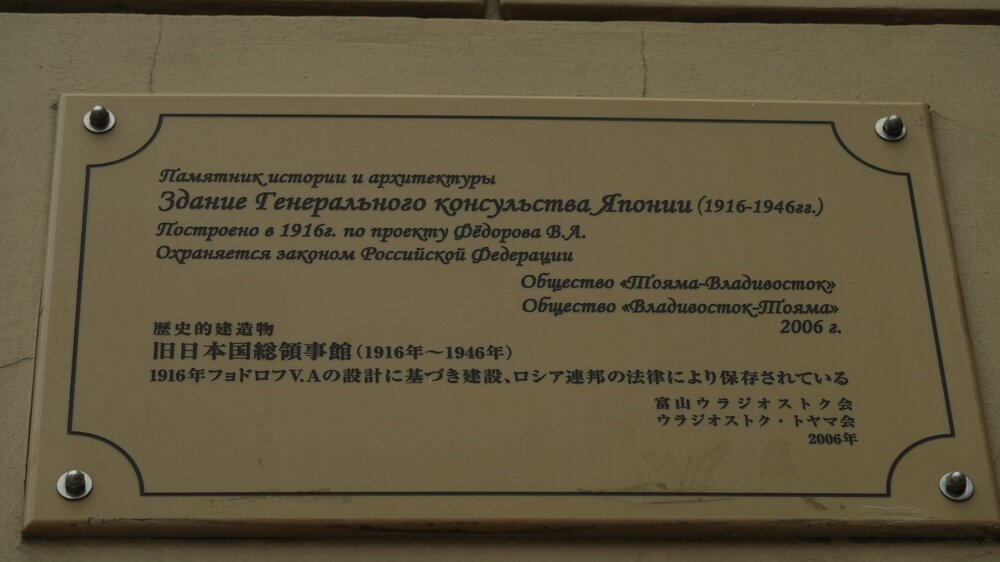 Памятник истории и архитектуры
Здание Генерального консульства Японии (1916-1946гг.)
Построено в 1916г. по проекту Фёдорова В.А.
Охраняется законом Российской Федерации
Общество «Тояма-Владивосток»
Общество «Владивосток-Тояма»
2006 г.
歴史的建造物
旧日本国総領事館(1916年～1946年)
1916年フョドロフV.Aの設計に基づき建設、ロシア連邦の法律により保存されている
富山ウラジオストク会
ウラジオストク・トヤマ会
2006年